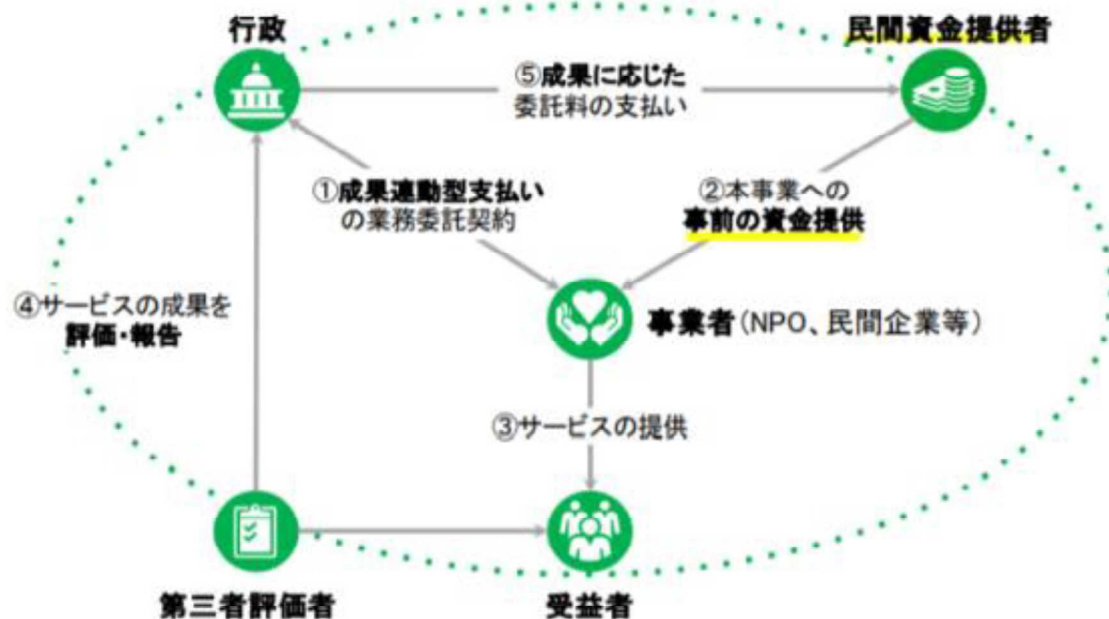 行政
民間資金提供者
⑤成果に応じた
委託料の支払い
①成果連動型支払い
の業務委託契約
②本事業への
事前の資金提供
④サービスの成果を
評価・報告
事業者(NPO、民間企業等)
③サービスの提供
第三者評価者
受益者